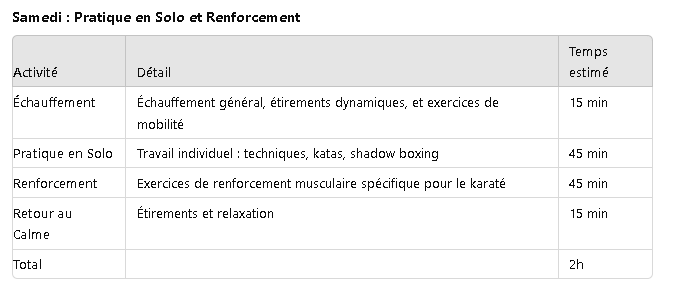 Samedi : Pratique en Solo et Renforcement
Activité Détail Temps estimé
Échauffement Échauffement général, étirements dynamiques, et exercices de mobilité 15 min
Pratique en Solo Travail individuel : techniques, katas, shadow boxing 45 min
Renforcement Exercices de renforcement musculaire spécifique pour le karaté 45 min
Retour au Calme Étirements et relaxation 15 min
Total 2h